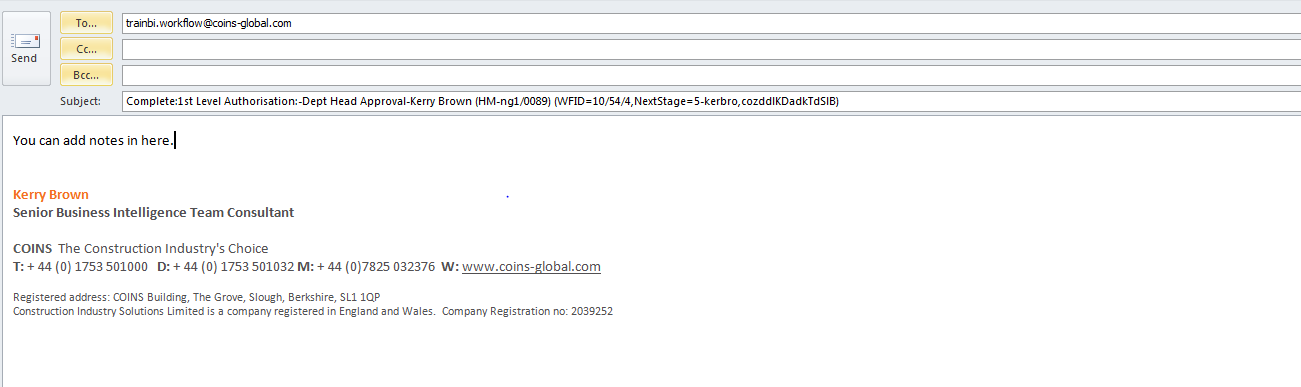 To...
trainbi.workflow@coins-global.com
Send
Cc...
Bcc...
Subject:
Complete:1st Level Authorisation:-Dept Head Approval-Kerry Brown (HM-ng1/0089) (WFID=10/54/4,NextStage=5-kerbro,cozddIKDadkTdSIB)
You can add notes in here.
Kerry Brown
Senior Business Intelligence Team Consultant
COINS  The Construction Industry's Choice
T: + 44 (0) 1753 501000   D: + 44 (0) 1753 501032 M: + 44 (0)7825 032376  W: www.coins-global.com
Registered address: COINS Building, The Grove, Slough, Berkshire, SL1 1QP
Construction Industry Solutions Limited is a company registered in England and Wales.  Company Registration no: 2039252